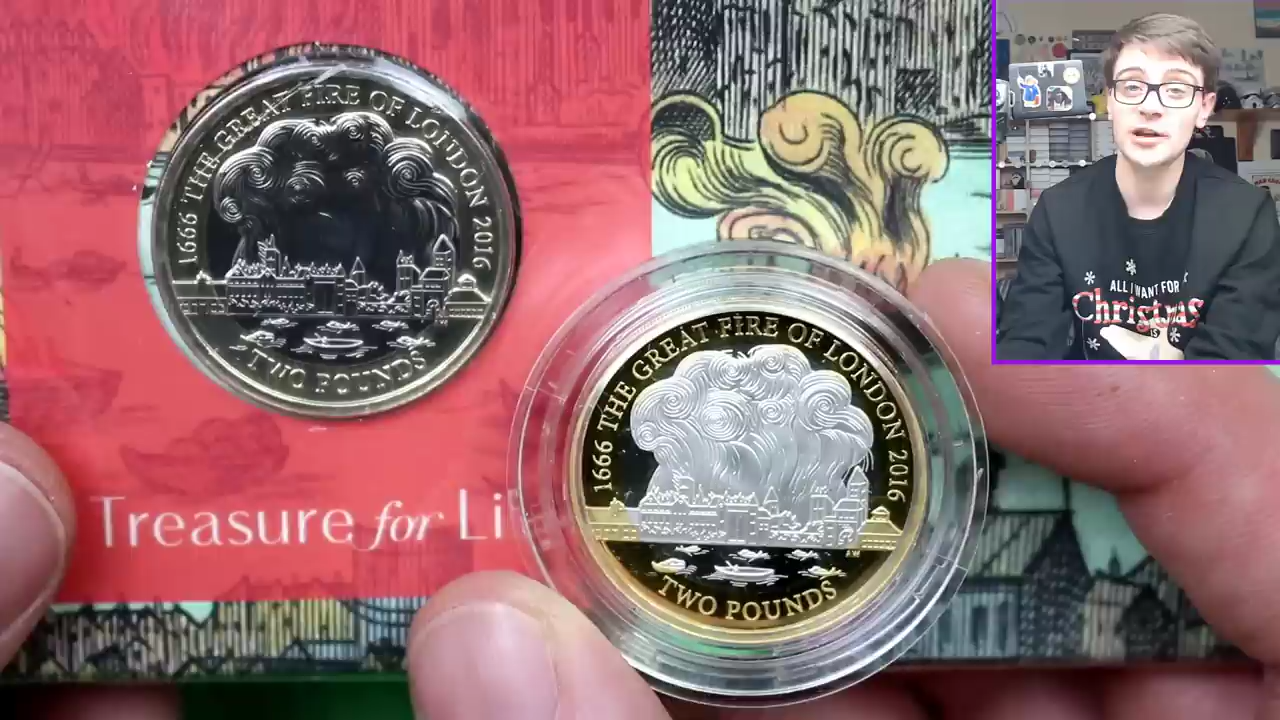 1666 THE GREAT FIRE OF LONDON 2016
TWO POUNDS
Treasure for Li
1666 THE GREAT FIRE OF LONDON 2016
TWO POUNDS
ALL I WANT FOR
Christmas
IS